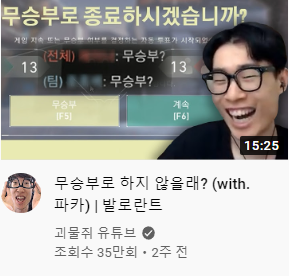 무승부로 종료하시겠습니까?
(전체) : 무승부?
13
13
(팀) : 무승부?
무승부
[F5]
계속
[F6]
15:25
무승부로 하지 않을래? (with.
파카) | 발로란트
괴물쥐 유튜브
조회수 35만회 • 2주 전